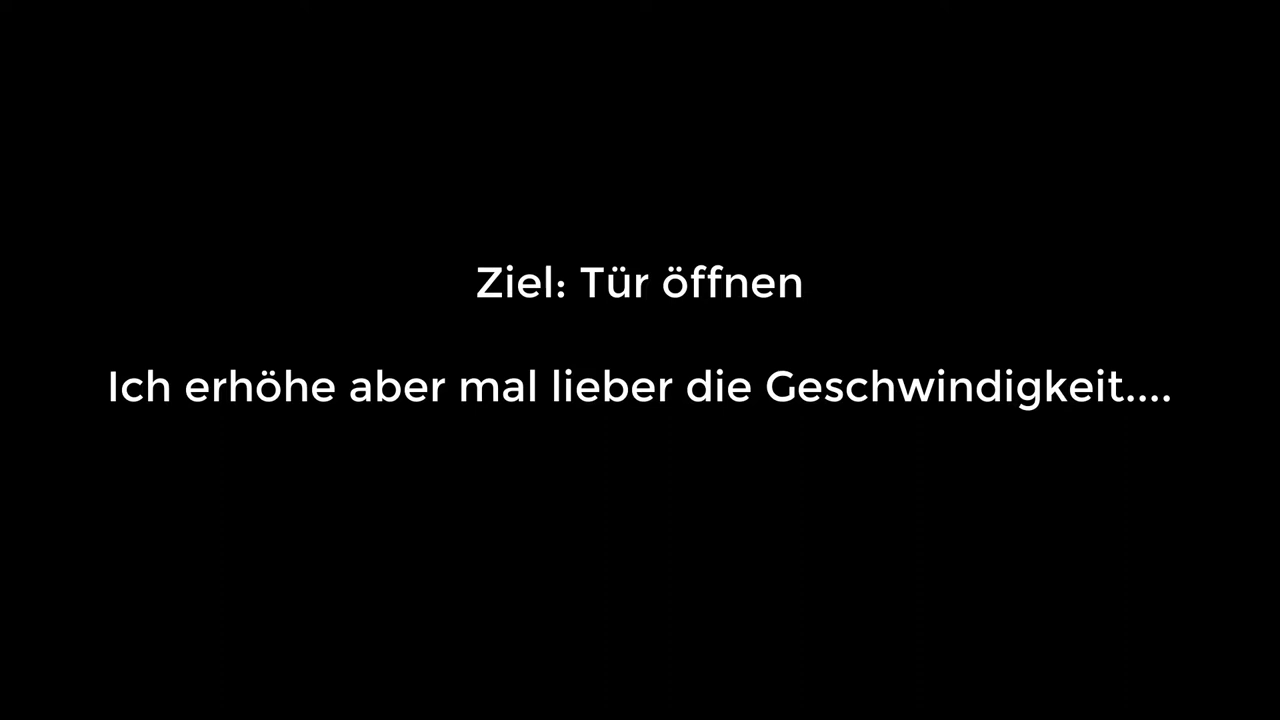 Ziel: Tür öffnen
Ich erhöhe aber mal lieber die Geschwindigkeit....